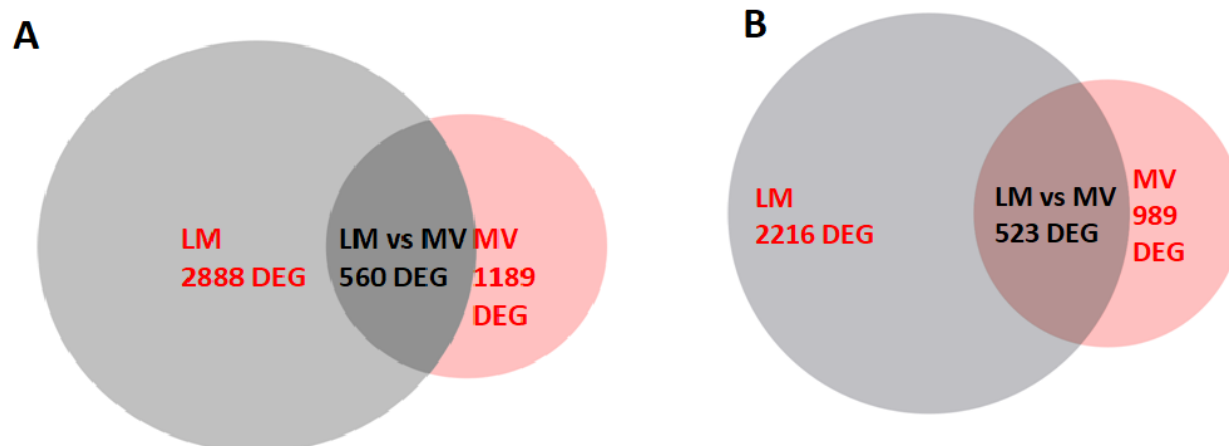 A
LM
2888 DEG
LM vs MV
560 DEG
MV
1189
DEG
B
LM
2216 DEG
LM vs MV
523 DEG
MV
989
DEG